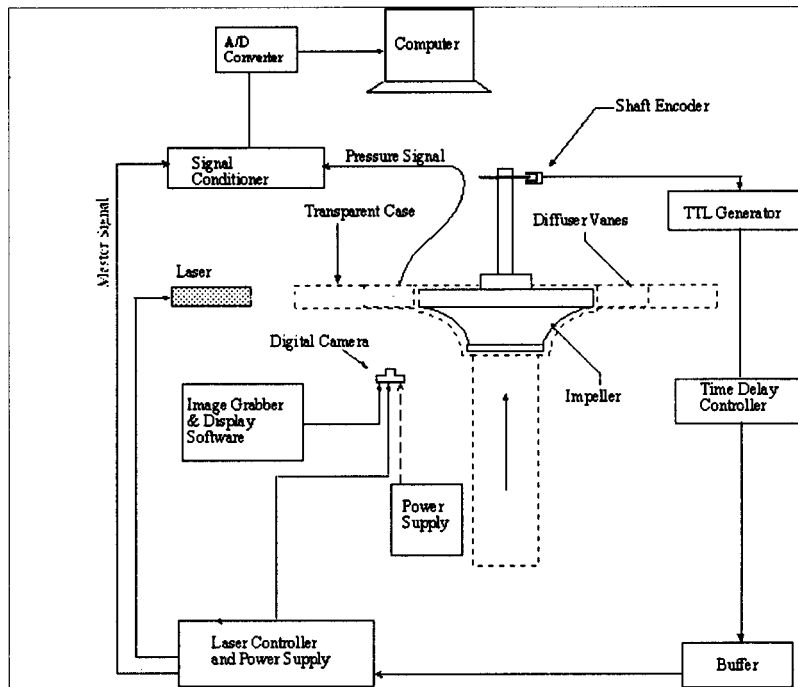 A/D
Converter
Computer
Shaft Encoder
Signal
Conditioner
Pressure Signal
TTL Generator
Transparent Case
Diffuser Vanes
Master Signal
Laser
Digital Camera
Image Grabber
& Display
Software
Impeller
Time Delay
Controller
Power
Supply
Laser Controller
and Power Supply
Buffer